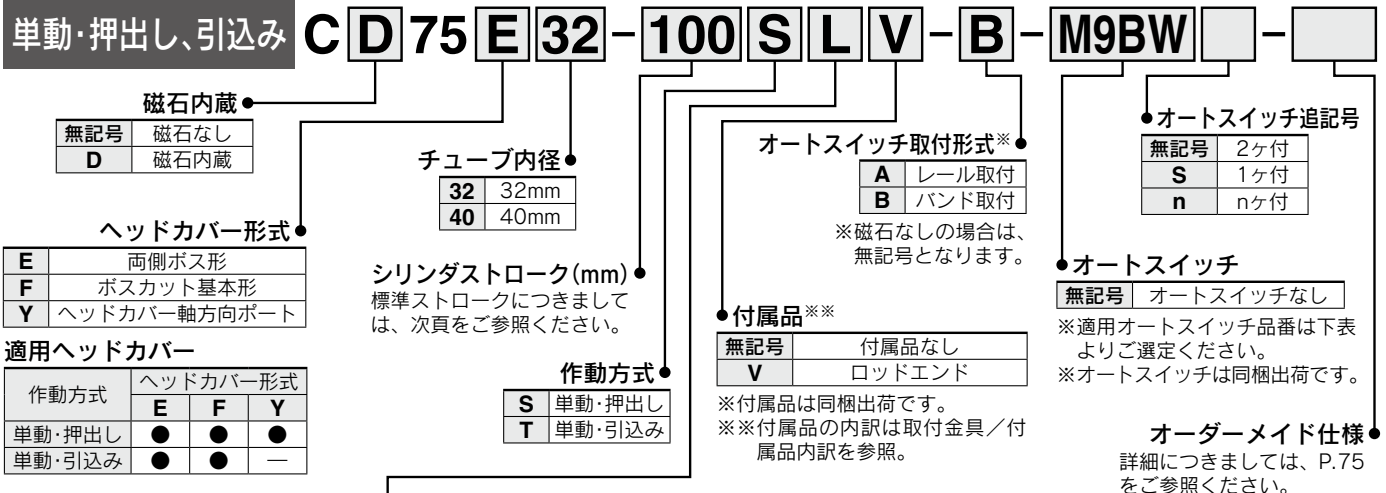 単動・押出し、引込み CD75E32-100SLV-B-M9BW□-□
磁石内蔵
無記号 磁石なし
D 磁石内蔵
ヘッドカバー形式
E 両側ボス形
F ボスカット基本形
Y ヘッドカバー軸方向ポート
適用ヘッドカバー
作動方式 ヘッドカバー形式
E F Y
単動・押出し ● ● ●
単動・引込み ● ● —
チューブ内径
32 32mm
40 40mm
シリンダストローク(mm)
標準ストロークにつきまして
は、次頁をご参照ください。
作動方式
S 単動・押出し
T 単動・引込み
オートスイッチ取付形式※
A レール取付
B バンド取付
※磁石なしの場合は、
無記号となります。
付属品※※
無記号 付属品なし
V ロッドエンド
※付属品は同梱出荷です。
※※付属品の内訳は取付金具／付
属品内訳を参照。
オートスイッチ追記号
無記号 2ヶ付
S 1ヶ付
n nヶ付
オートスイッチ
無記号 オートスイッチなし
※適用オートスイッチ品番は下表
よりご選定ください。
※オートスイッチは同梱出荷です。
オーダーメイド仕様
詳細につきましては、P.75
をご参照ください。